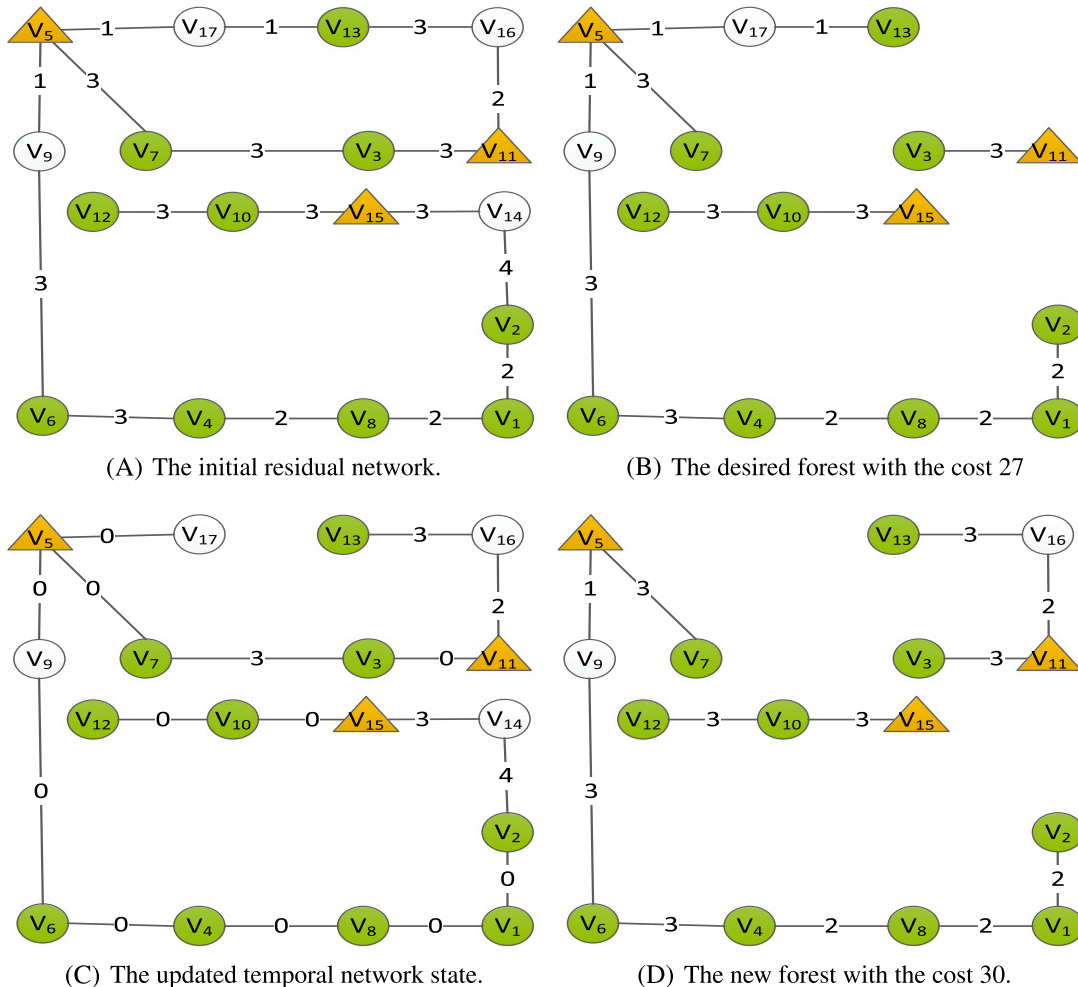 V5 1 V17 1 V13 3 V16
1 3 2
V9 V7 3 V3 3 V11
V12 3 V10 3 V15 3 V14
3 4
V2
2
V6 3 V4 2 V8 2 V1
(A) The initial residual network.
V5 1 V17 1 V13
1 3
V9 V7 V3 3 V11
V12 3 V10 3 V15
3
V2
2
V6 3 V4 2 V8 2 V1
(B) The desired forest with the cost 27
V5 0 V17 V13 3 V16
0 0 2
V9 V7 3 V3 0 V11
V12 0 V10 0 V15 3 V14
4
0
V2
0
V6 0 V4 0 V8 0 V1
(C) The updated temporal network state.
V5 V13 3 V16
1 3 2
V9 V7 V3 3 V11
V12 3 V10 3 V15
3
V2
2
V6 3 V4 2 V8 2 V1
(D) The new forest with the cost 30.